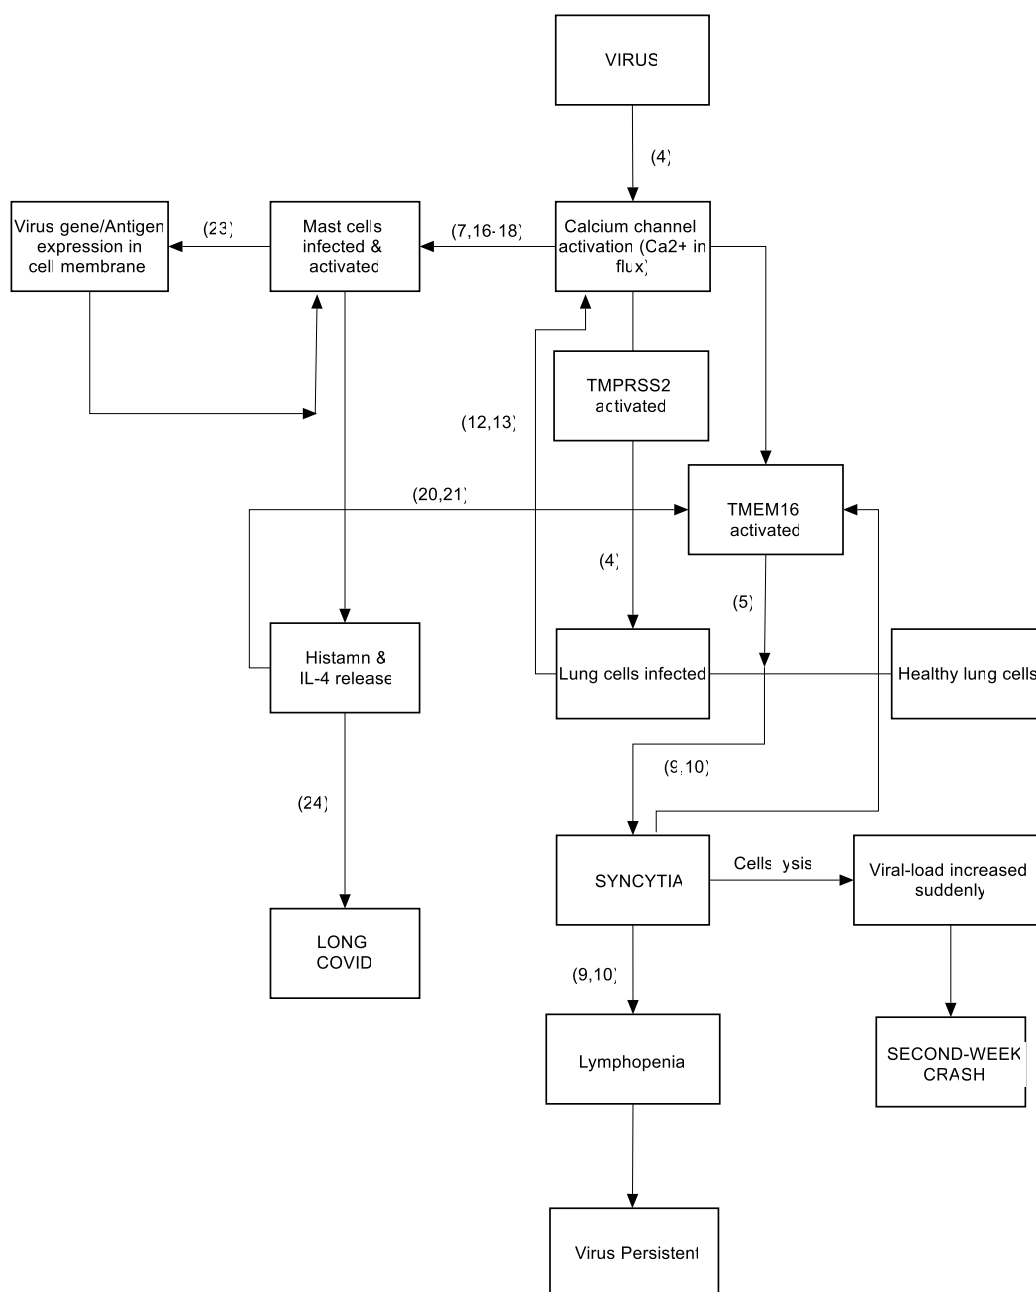 VIRUS
(4)
Virus gene/Antigen
expression in
cell membrane
(23)
Mast cells
infected &
activated
(7,16-18)
Calcium channel
activation (Ca2+ in
flux)
TMPRSS2
activated
(12,13)
(20,21)
TMEM16
activated
(4)
(5)
Histamn &
IL-4 release
Lung cells infected
Healthy lung cells
(9,10)
(24)
SYNCYTIA
Cells ysis
Viral-load increased
suddenly
LONG
COVID
(9,10)
Lymphopenia
SECOND-WEEK
CRASH
Virus Persistent